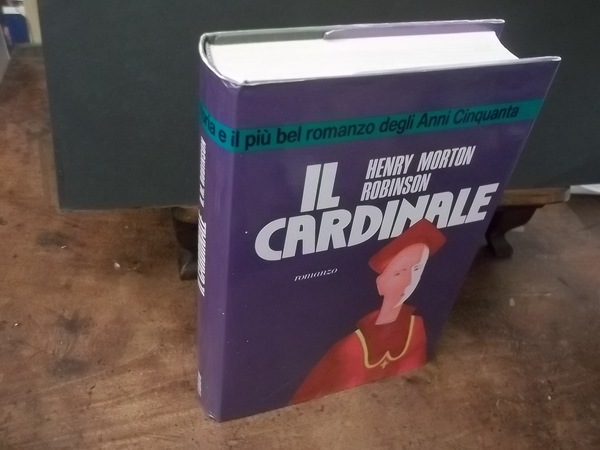 e il più bel romanzo degli Anni Cinquanta
HENRY MORTON
ROBINSON
IL
CARDINALE
romanzo
IL CARDINALE